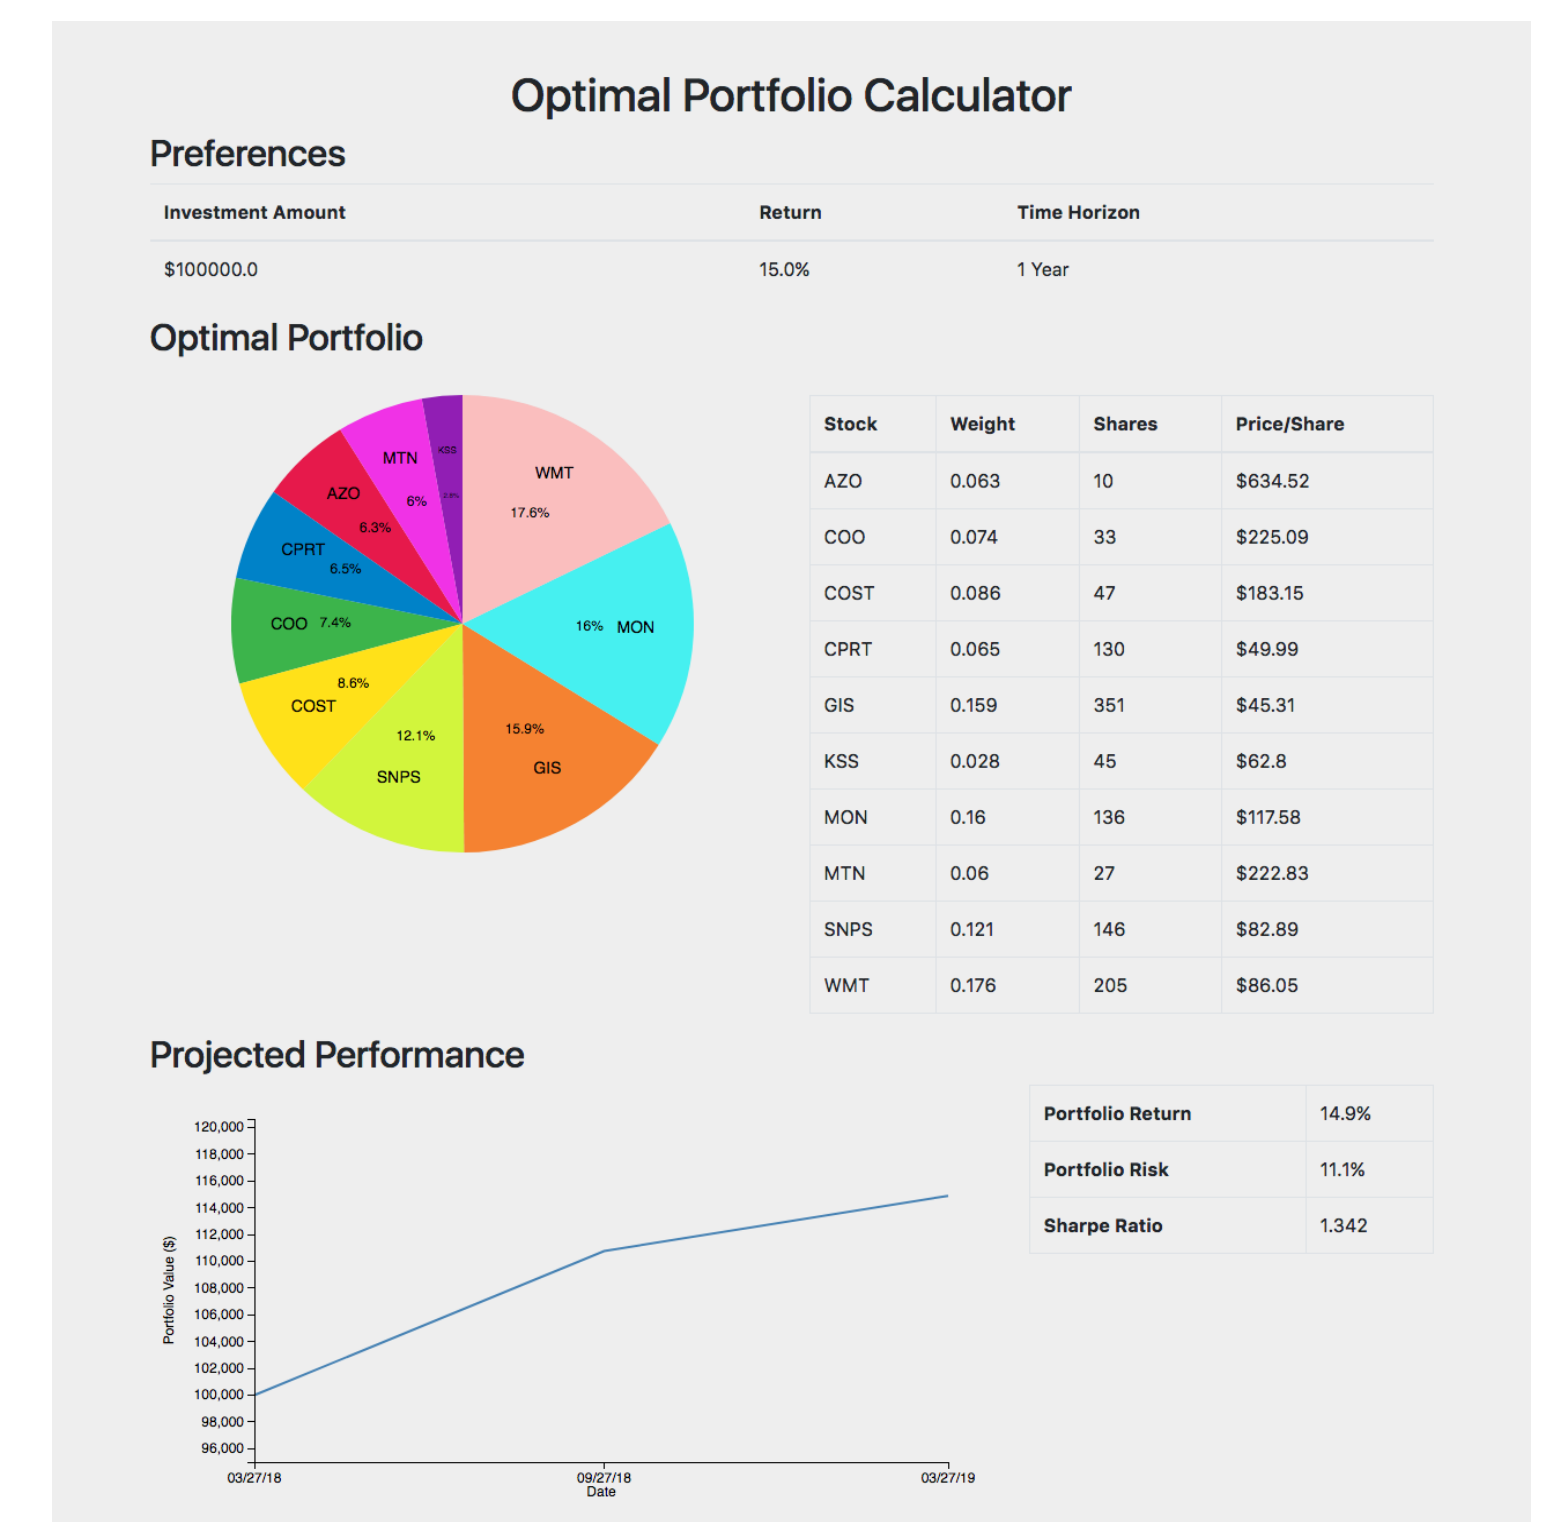 Optimal Portfolio Calculator
Preferences
Investment Amount Return Time Horizon
$100000.0 15.0% 1 Year
Optimal Portfolio
KSS
2.8%
MTN
6%
WMT
17.6%
AZO
6.3%
CPRT
6.5%
COO 7.4%
16% MON
8.6%
COST
12.1%
SNPS
15.9%
GIS
Stock Weight Shares Price/Share
AZO 0.063 10 $634.52
COO 0.074 33 $225.09
COST 0.086 47 $183.15
CPRT 0.065 130 $49.99
GIS 0.159 351 $45.31
KSS 0.028 45 $62.8
MON 0.16 136 $117.58
MTN 0.06 27 $222.83
SNPS 0.121 146 $82.89
WMT 0.176 205 $86.05
Projected Performance
120,000
118,000
116,000
114,000
112,000
110,000
108,000
106,000
104,000
102,000
100,000
98,000
96,000
Portfolio Value ($)
03/27/18 09/27/18 03/27/19
Date
Portfolio Return 14.9%
Portfolio Risk 11.1%
Sharpe Ratio 1.342